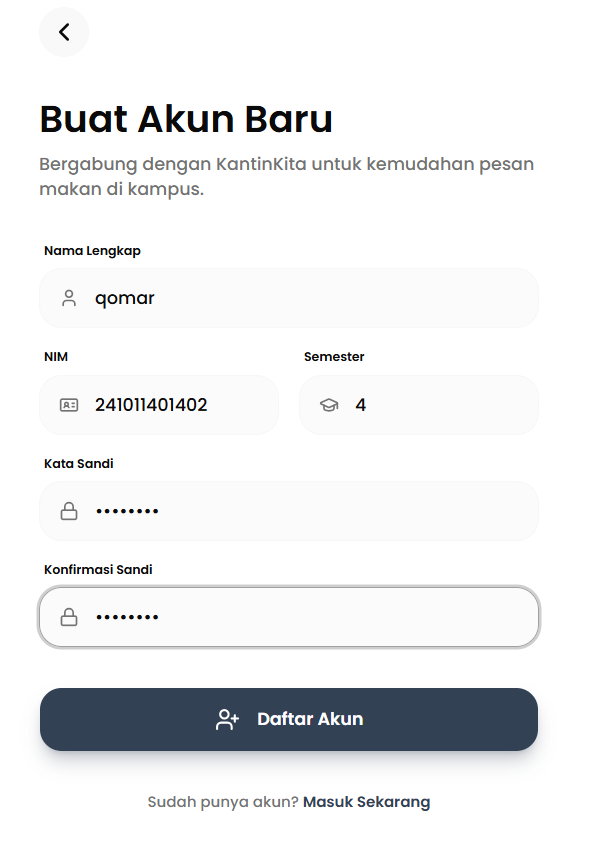 Buat Akun Baru
Bergabung dengan KantinKita untuk kemudahan pesan
makan di kampus.
Nama Lengkap
qomar
NIM
Semester
241011401402
4
Kata Sandi
••••••••
Konfirmasi Sandi
••••••••
Daftar Akun
Sudah punya akun? Masuk Sekarang